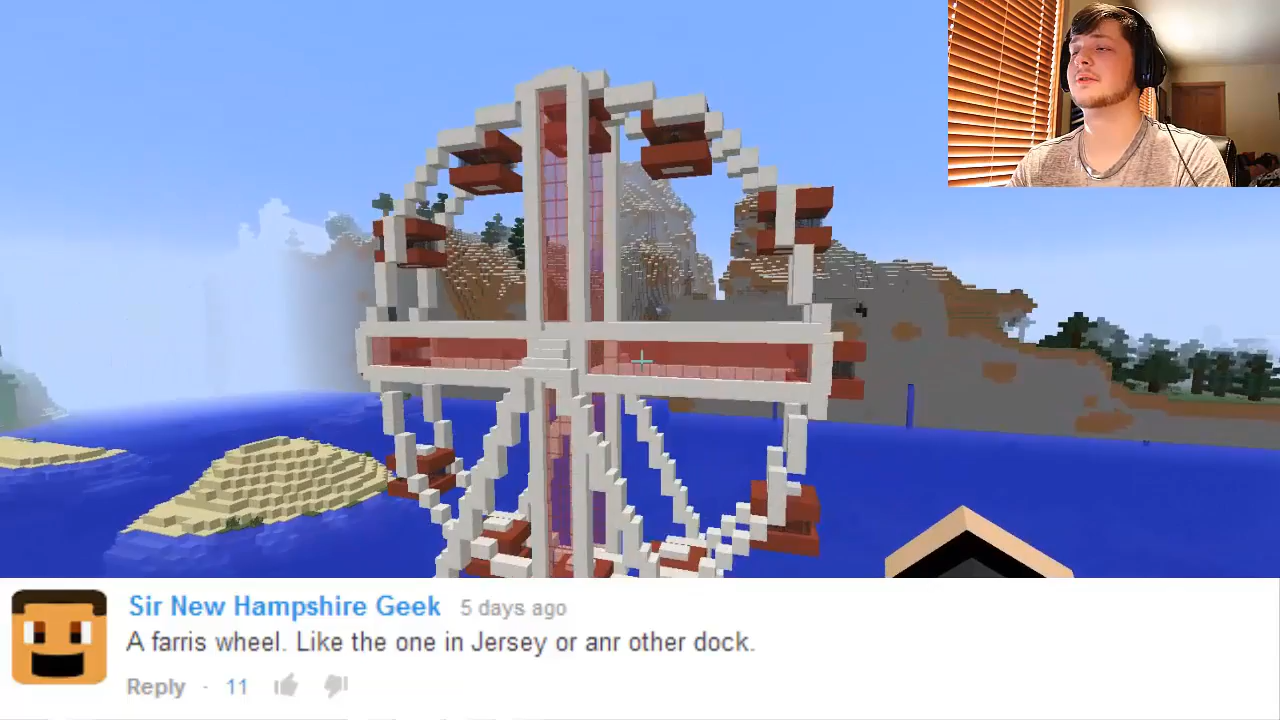 Sir New Hampshire Geek 5 days ago
A farris wheel. Like the one in Jersey or anr other dock.
Reply · 11